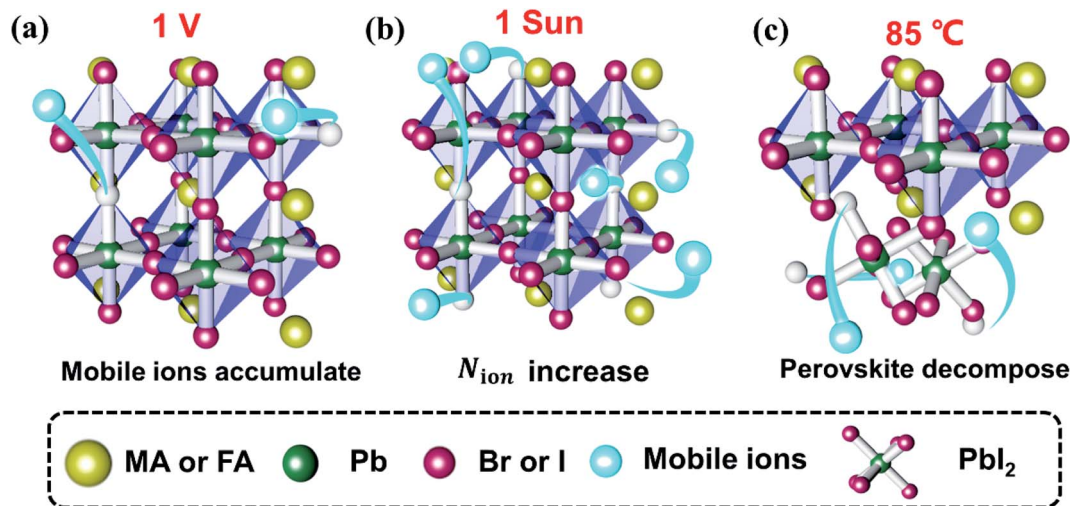 (a) 1 V
(b) 1 Sun
(c) 85 ℃
Mobile ions accumulate
N_ion increase
Perovskite decompose
MA or FA Pb Br or I Mobile ions PbI₂